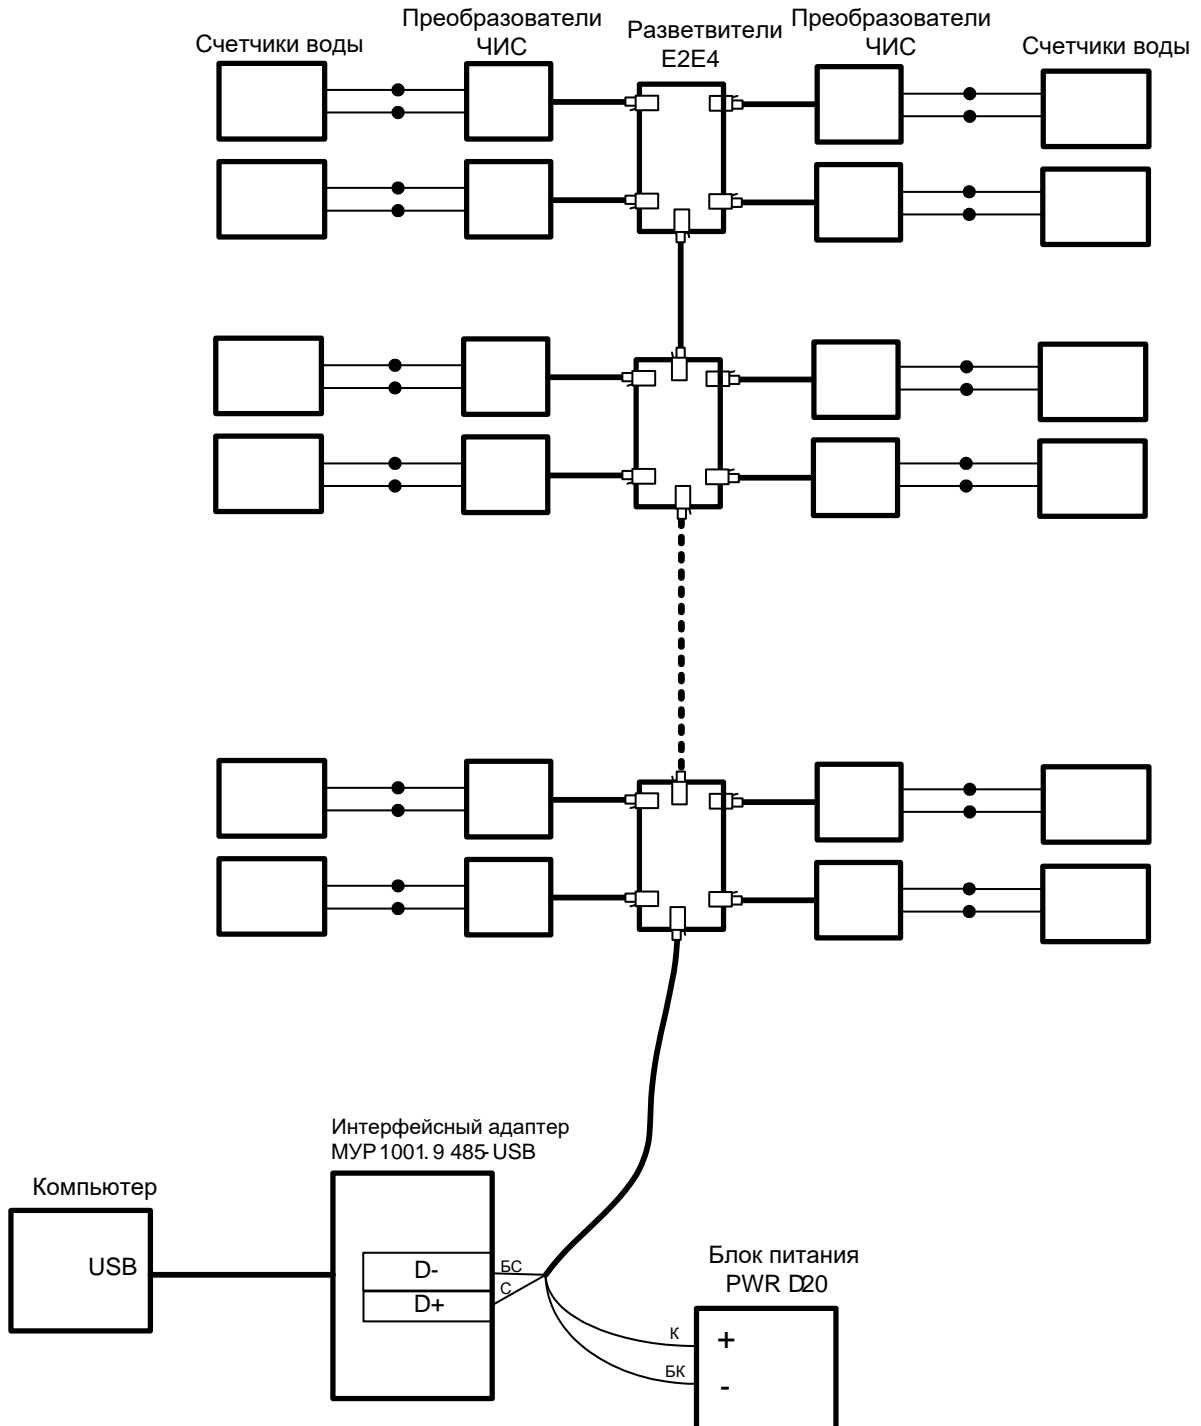 Счетчики воды
Преобразователи
ЧИС
Разветвители
E2E4
Преобразователи
ЧИС
Счетчики воды
Интерфейсный адаптер
МУР 1001. 9 485- USB
Компьютер
USB
D-
D+
БС
С
Блок питания
PWR D20
К
+
БК
-